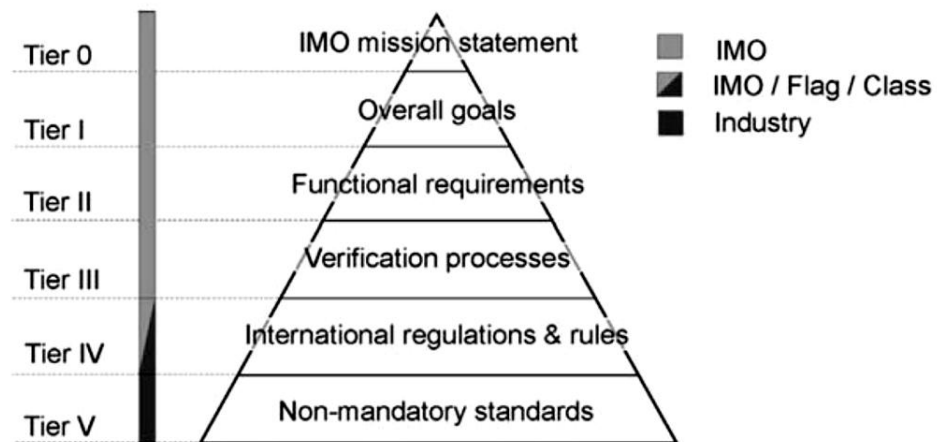 Tier 0
IMO mission statement
Tier I
Overall goals
Tier II
Functional requirements
Tier III
Verification processes
Tier IV
International regulations & rules
Tier V
Non-mandatory standards
IMO
IMO / Flag / Class
Industry